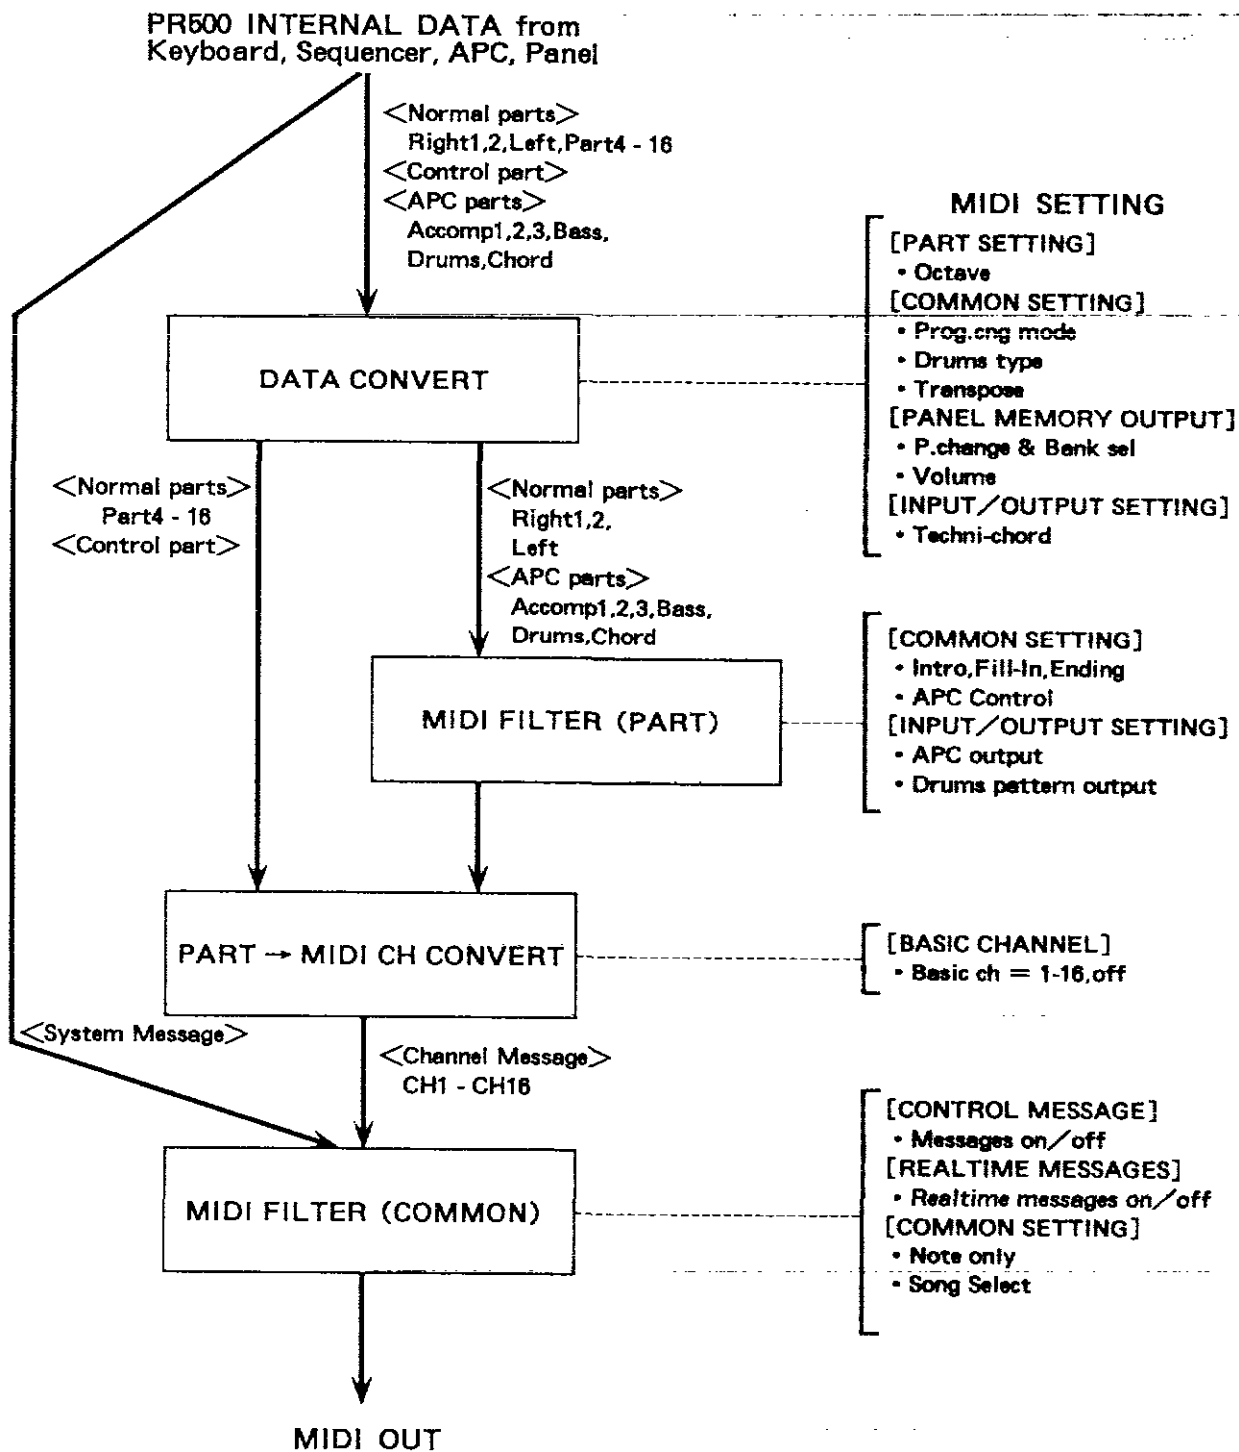 PR500 INTERNAL DATA from
Keyboard, Sequencer, APC, Panel
<Normal parts>
Right1,2,Left,Part4 - 16
<Control part>
<APC parts>
Accomp1,2,3,Bass,
Drums,Chord
MIDI SETTING
[PART SETTING]
• Octave
[COMMON SETTING]
• Prog.cng mode
• Drums type
• Transpose
[PANEL MEMORY OUTPUT]
• P.change & Bank sel
• Volume
[INPUT/OUTPUT SETTING]
• Techni-chord
DATA CONVERT
<Normal parts>
Part4 - 16
<Control part>
<Normal parts>
Right1,2,
Left
<APC parts>
Accomp1,2,3,Bass,
Drums,Chord
MIDI FILTER (PART)
[COMMON SETTING]
• Intro,Fill-In,Ending
• APC Control
[INPUT/OUTPUT SETTING]
• APC output
• Drums pattern output
PART → MIDI CH CONVERT
[BASIC CHANNEL]
• Basic ch = 1-16,off
<System Message>
<Channel Message>
CH1 - CH16
MIDI FILTER (COMMON)
[CONTROL MESSAGE]
• Messages on/off
[REALTIME MESSAGES]
• Realtime messages on/off
[COMMON SETTING]
• Note only
• Song Select
MIDI OUT